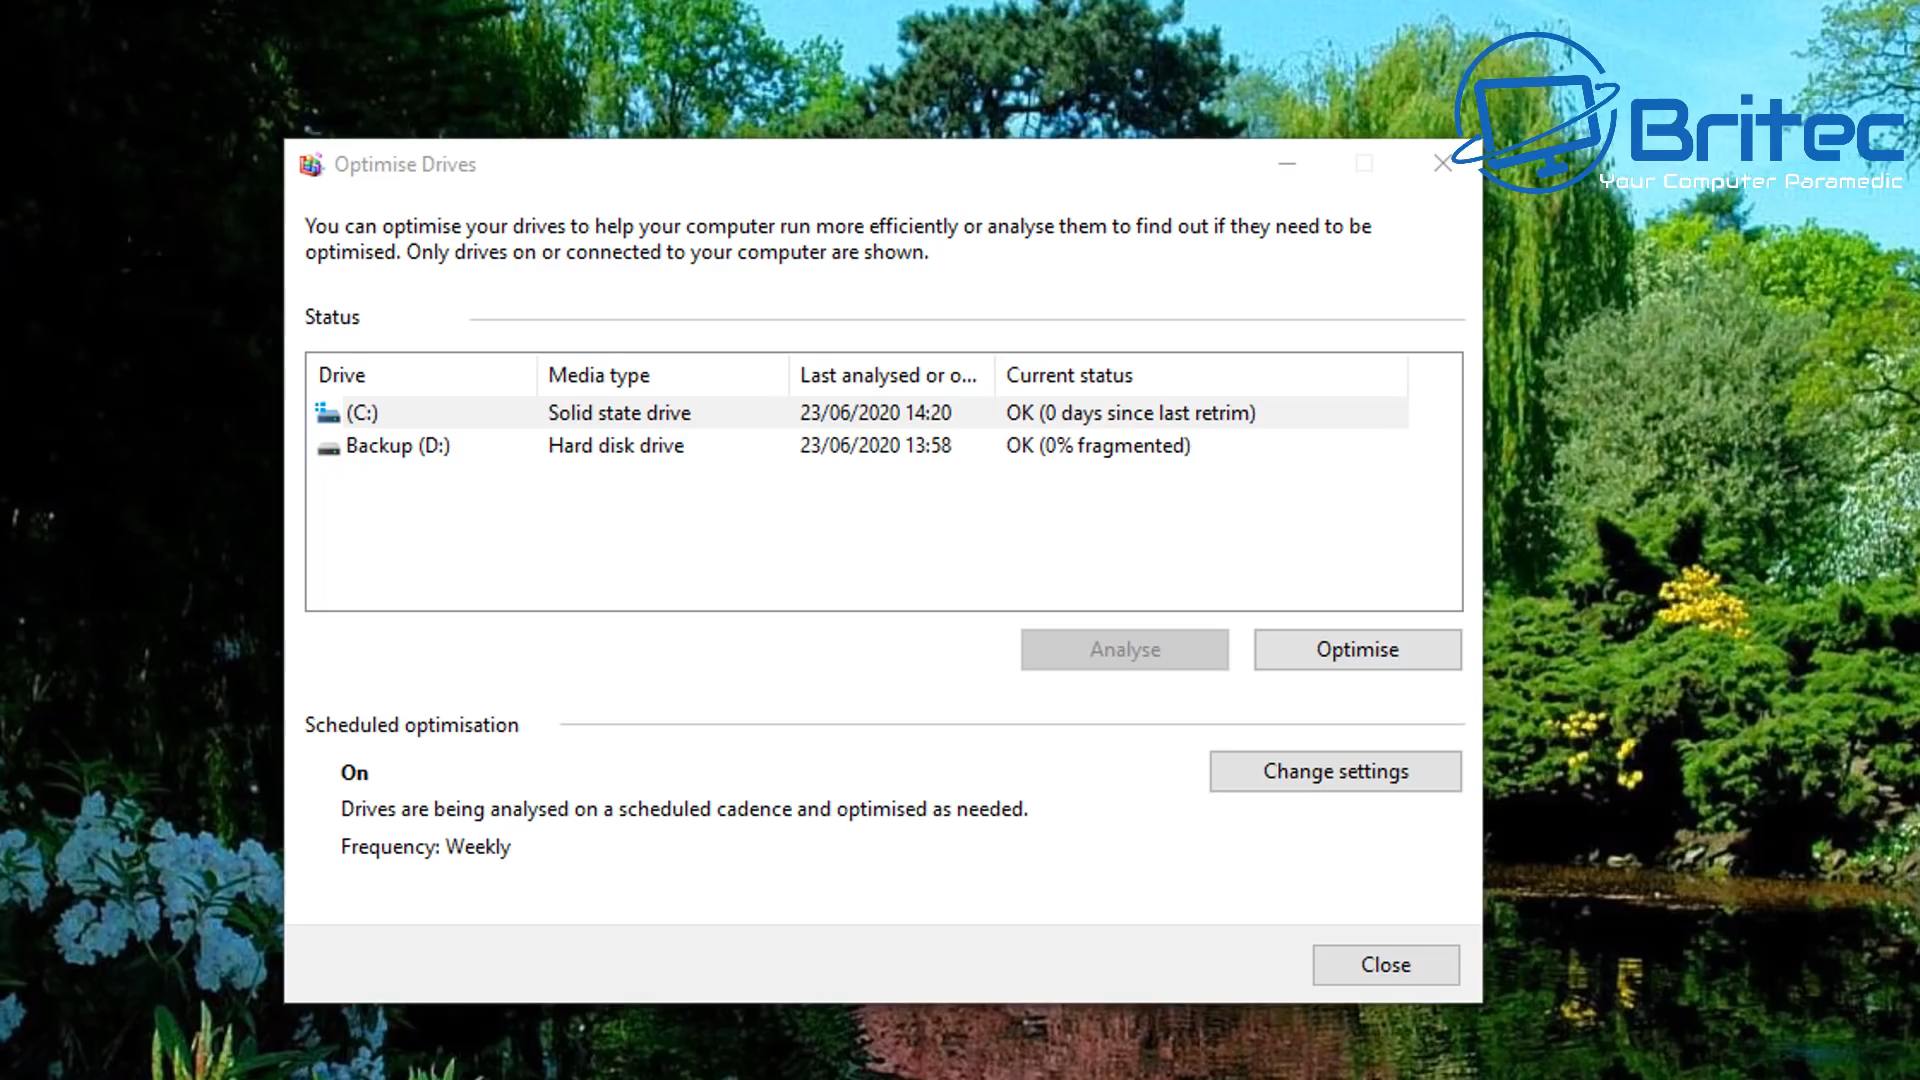 Britec
Your Computer Paramedic
Optimise Drives
You can optimise your drives to help your computer run more efficiently or analyse them to find out if they need to be
optimised. Only drives on or connected to your computer are shown.
Status
Drive Media type Last analysed or o... Current status
(C:) Solid state drive 23/06/2020 14:20 OK (0 days since last retrim)
Backup (D:) Hard disk drive 23/06/2020 13:58 OK (0% fragmented)
Analyse Optimise
Scheduled optimisation
On Change settings
Drives are being analysed on a scheduled cadence and optimised as needed.
Frequency: Weekly
Close